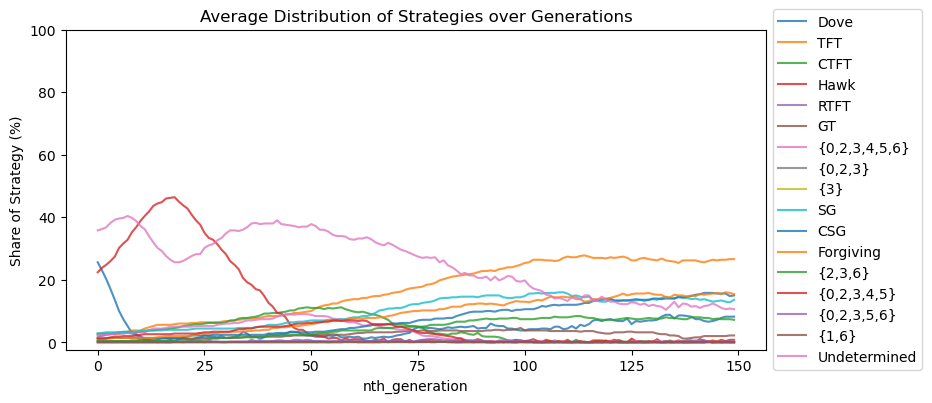 Average Distribution of Strategies over Generations
Share of Strategy (%)
100
80
60
40
20
0
0
25
50
75
100
125
150
nth_generation
Dove
TFT
CTFT
Hawk
RTFT
GT
{0,2,3,4,5,6}
{0,2,3}
{3}
SG
CSG
Forgiving
{2,3,6}
{0,2,3,4,5}
{0,2,3,5,6}
{1,6}
Undetermined